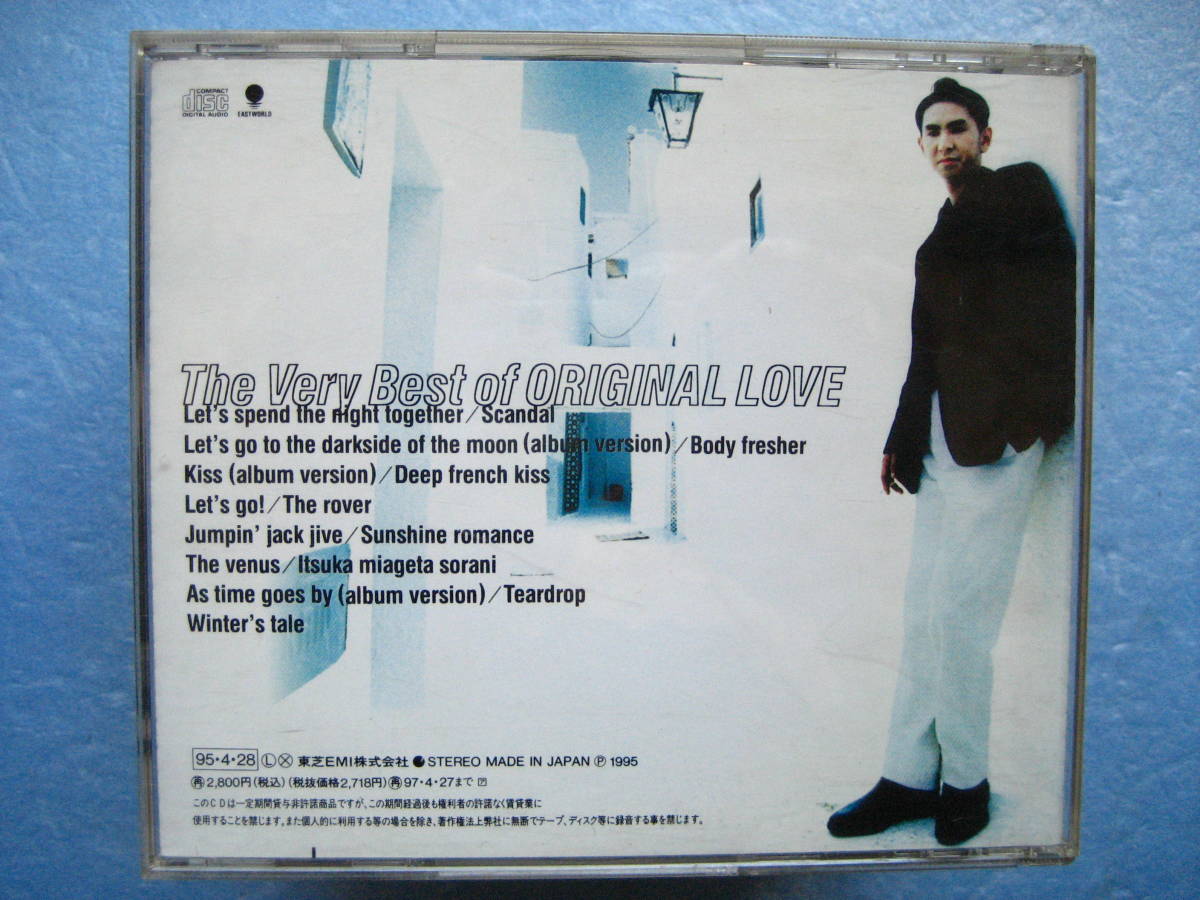 COMPACT
disc
DIGITAL AUDIO
EASTWORLD
The Very Best of ORIGINAL LOVE
Let's spend the night together/Scandal
Let's go to the darkside of the moon (album version)/Body fresher
Kiss (album version)/Deep french kiss
Let's go!/The rover
Jumpin' jack jive/Sunshine romance
The venus/Itsuka miageta sorani
As time goes by (album version)/Teardrop
Winter's tale
95・4・28 Ⓛ Ⓧ 東芝EMI株式会社 ● STEREO MADE IN JAPAN Ⓟ 1995
㊢2,800円(税込)(税抜価格2,718円)㊢97・4・27まで
このCDは一定期間貸与非許諾商品ですが、この期間経過後も権利者の許諾なく賃貸業に
使用することを禁じます。また個人的に利用する等の場合を除き、著作権法上弊社に無断でテープ、ディスク等に録音する事を禁じます。